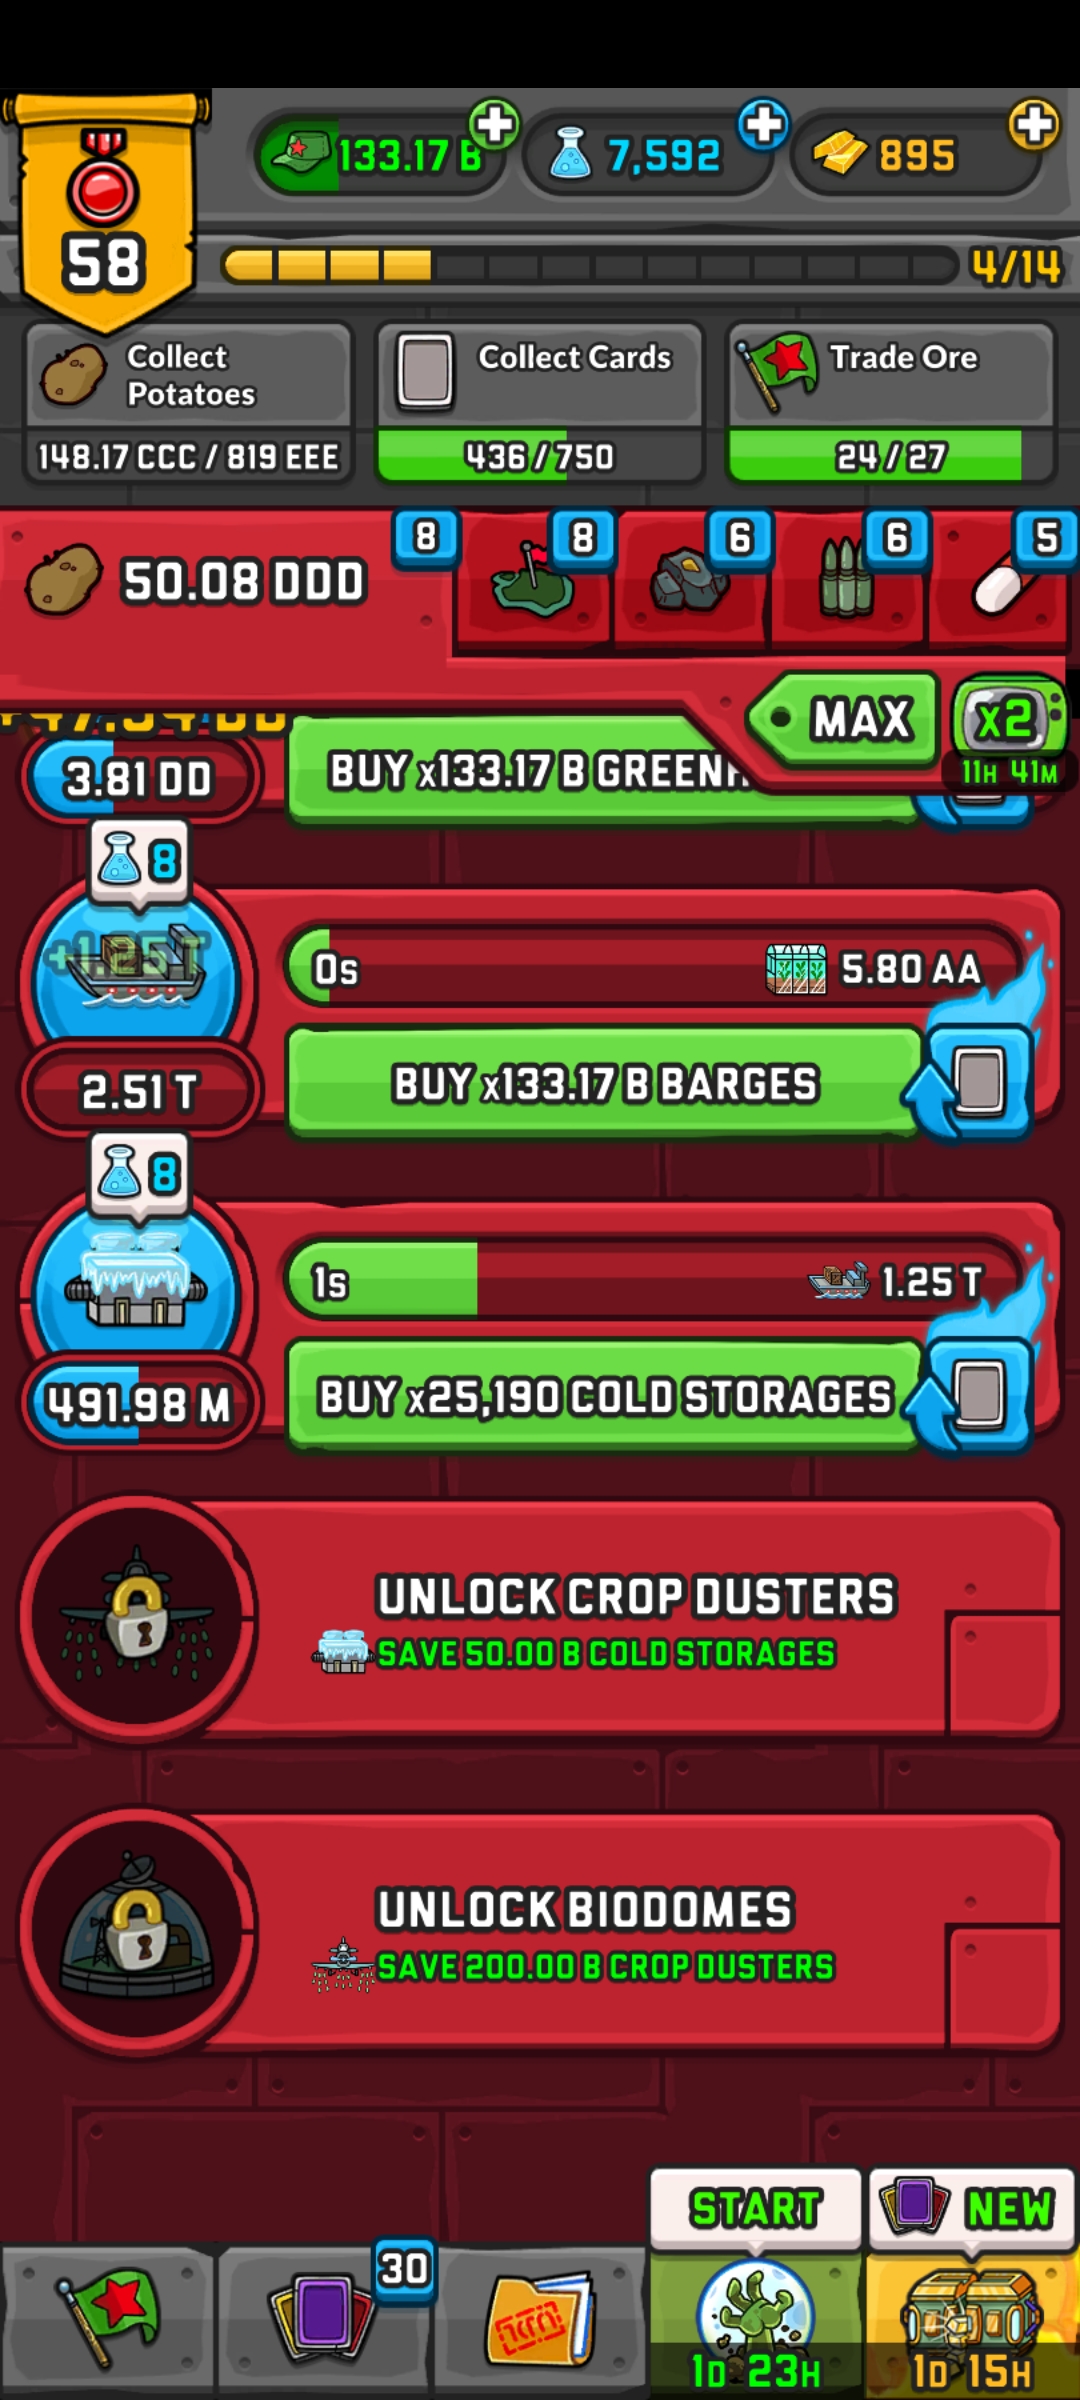 58
133.17 B
7,592
895
4/14
Collect Potatoes
148.17 CCC / 819 EEE
Collect Cards
436 / 750
Trade Ore
24 / 27
50.08 DDD
8
8
6
6
5
MAX
x2
11H 41M
3.81 DD
BUY x133.17 B GREENH
8
+1.25 T
0s
5.80 AA
2.51 T
BUY x133.17 B BARGES
8
1s
1.25 T
491.98 M
BUY x25,190 COLD STORAGES
UNLOCK CROP DUSTERS
SAVE 50.00 B COLD STORAGES
UNLOCK BIODOMES
SAVE 200.00 B CROP DUSTERS
START
NEW
30
1D 23H
1D 15H